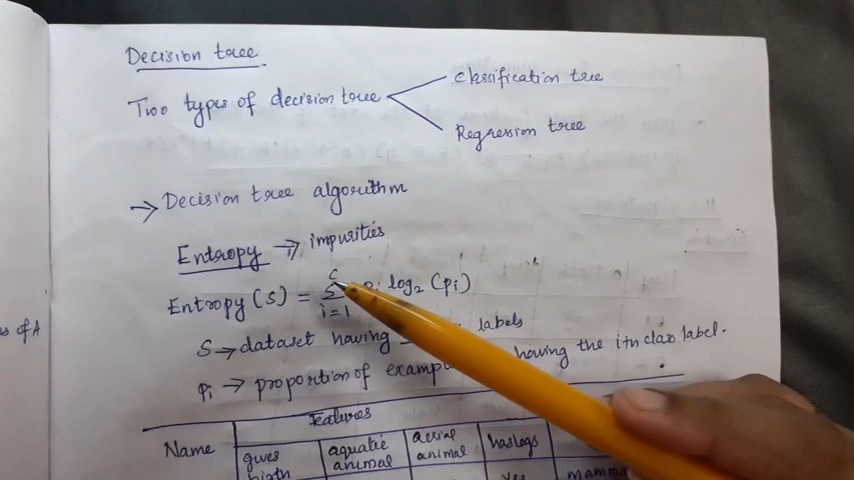 Decision tree
Two types of decision tree
Classification tree
Regression tree
→ Decision tree algorithm
Entropy → impurities
Entropy (S) = Σ i=1 c log₂ (pi)
S → dataset having labels
Pi → proportion of having the ith class label.
Features
Name
gives birth
aquatic animal
aerial animal
haslegs
yes